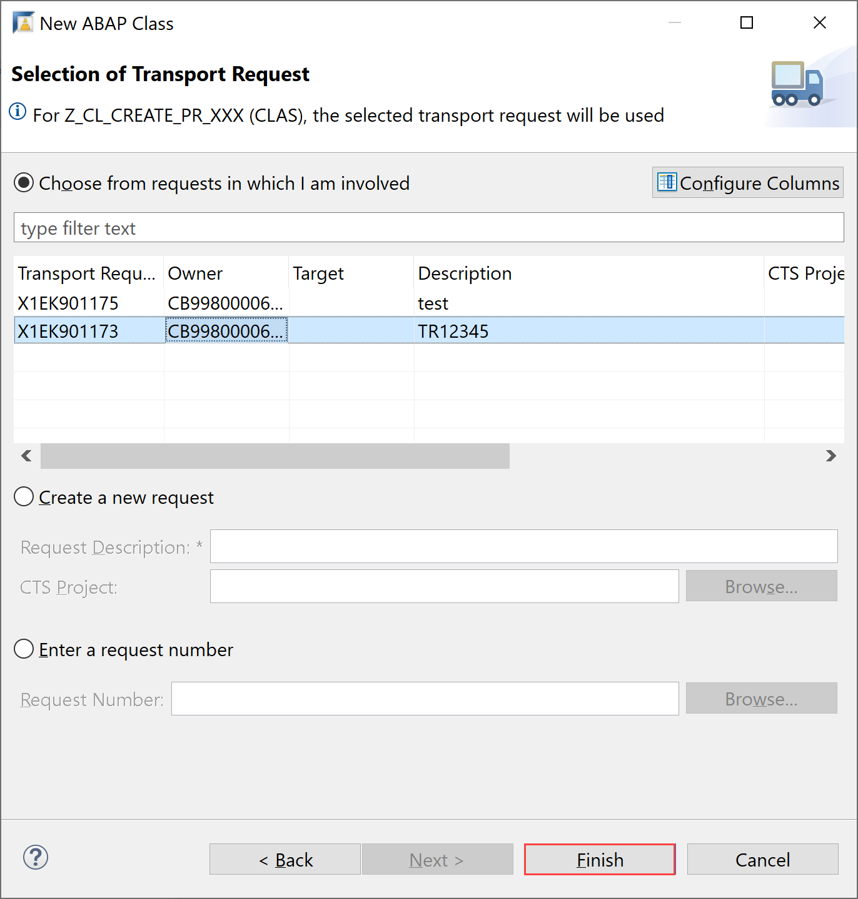 New ABAP Class
Selection of Transport Request
For Z_CL_CREATE_PR_XXX (CLAS), the selected transport request will be used
Choose from requests in which I am involved
Configure Columns
type filter text
Transport Requ... Owner Target Description CTS Proje
X1EK901175 CB99800006... test
X1EK901173 CB99800006... TR12345
Create a new request
Request Description: *
CTS Project: Browse...
Enter a request number
Request Number: Browse...
? < Back Next > Finish Cancel